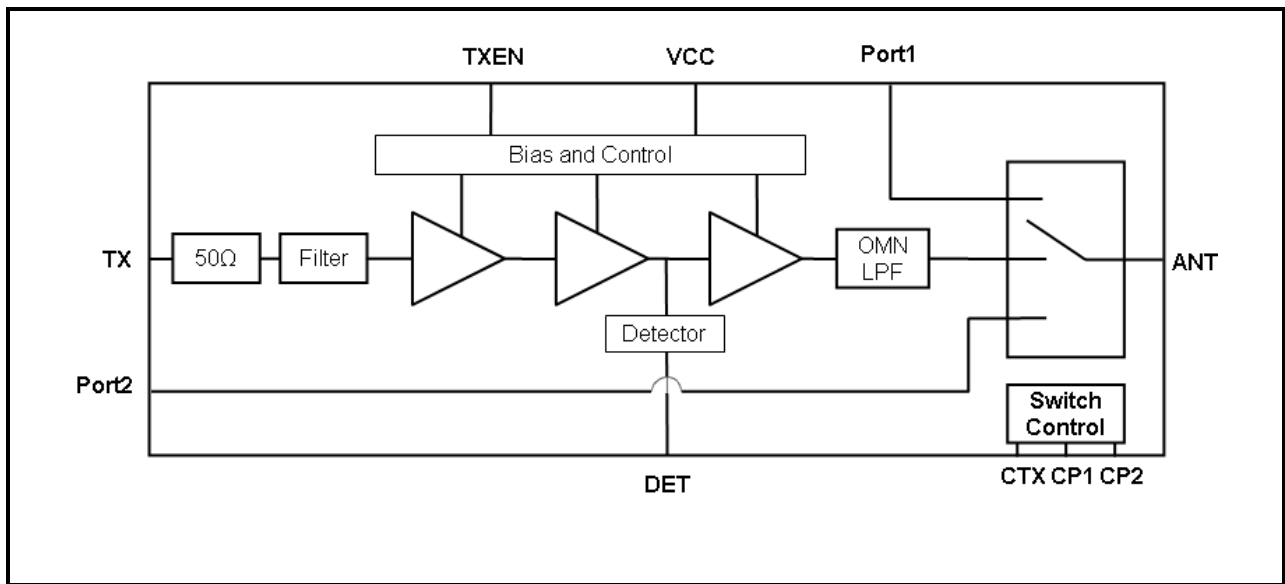 TXEN
VCC
Port1
Bias and Control
TX
50Ω
Filter
OMN
LPF
ANT
Detector
Port2
Switch
Control
DET
CTX CP1 CP2